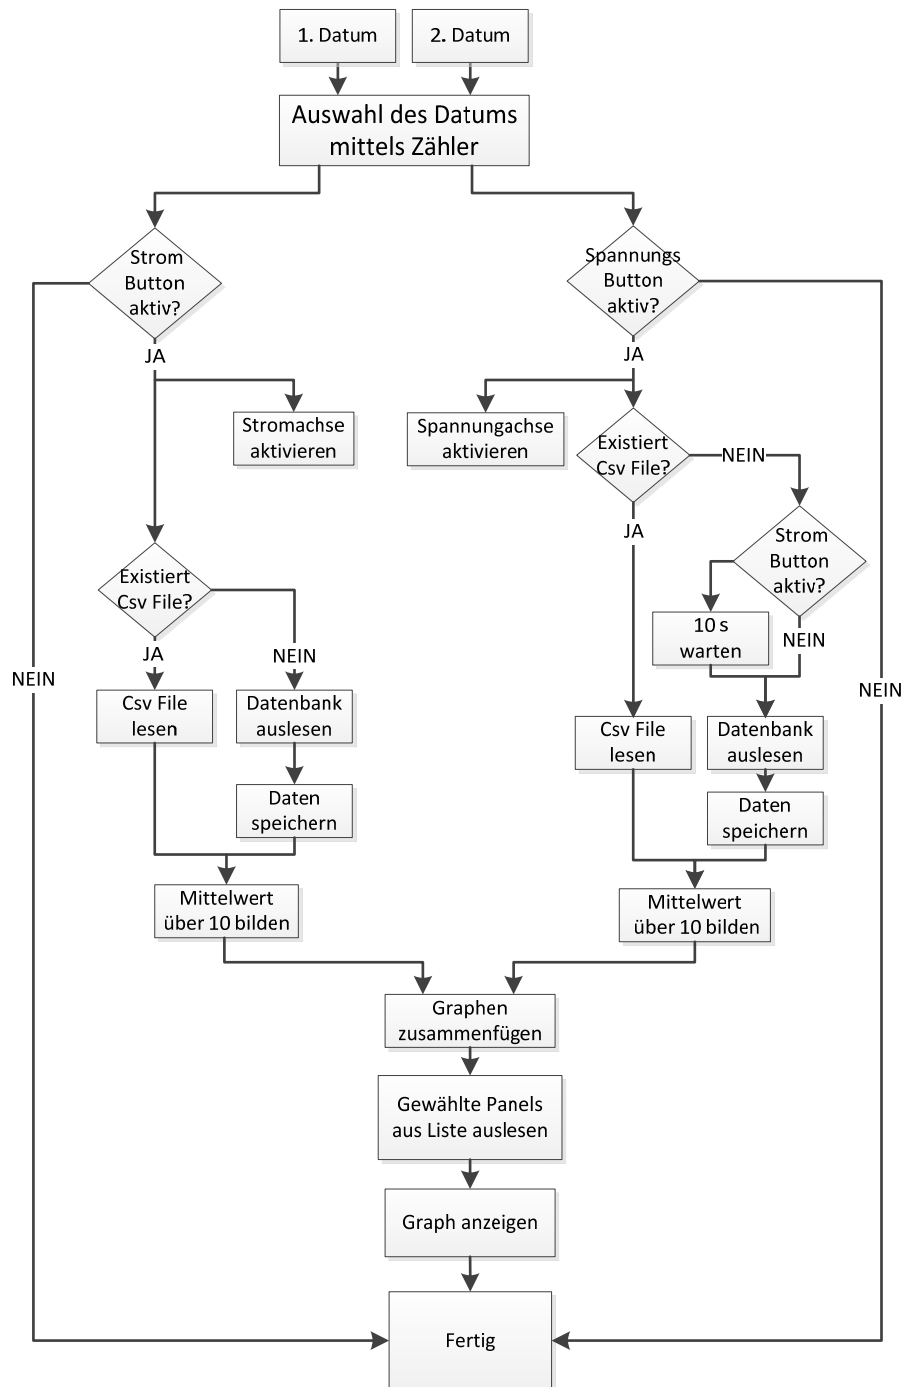 1. Datum
2. Datum
Auswahl des Datums
mittels Zähler
Strom
Button
aktiv?
Spannungs
Button
aktiv?
JA
JA
Stromachse
aktivieren
Spannungachse
aktivieren
Existiert
Csv File?
NEIN
JA
Strom
Button
aktiv?
Existiert
Csv File?
10 s
warten
NEIN
JA
NEIN
NEIN
NEIN
Csv File
lesen
Datenbank
auslesen
Csv File
lesen
Datenbank
auslesen
Daten
speichern
Daten
speichern
Mittelwert
über 10 bilden
Mittelwert
über 10 bilden
Graphen
zusammenfügen
Gewählte Panels
aus Liste auslesen
Graph anzeigen
Fertig